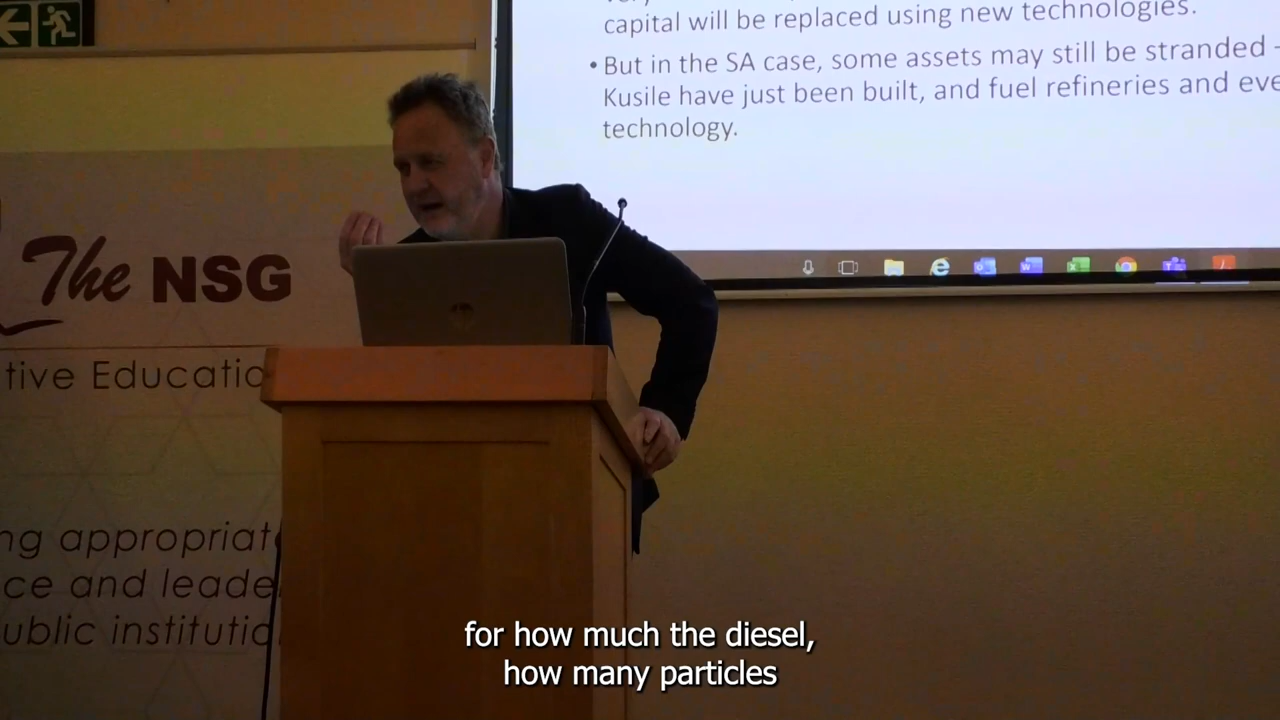 capital will be replaced using new technologies.
• But in the SA case, some assets may still be stranded -
Kusile have just been built, and fuel refineries and eve
technology.
The NSG
tive Educatio
ng appropriat
ce and leade
ublic institutio
for how much the diesel,
how many particles